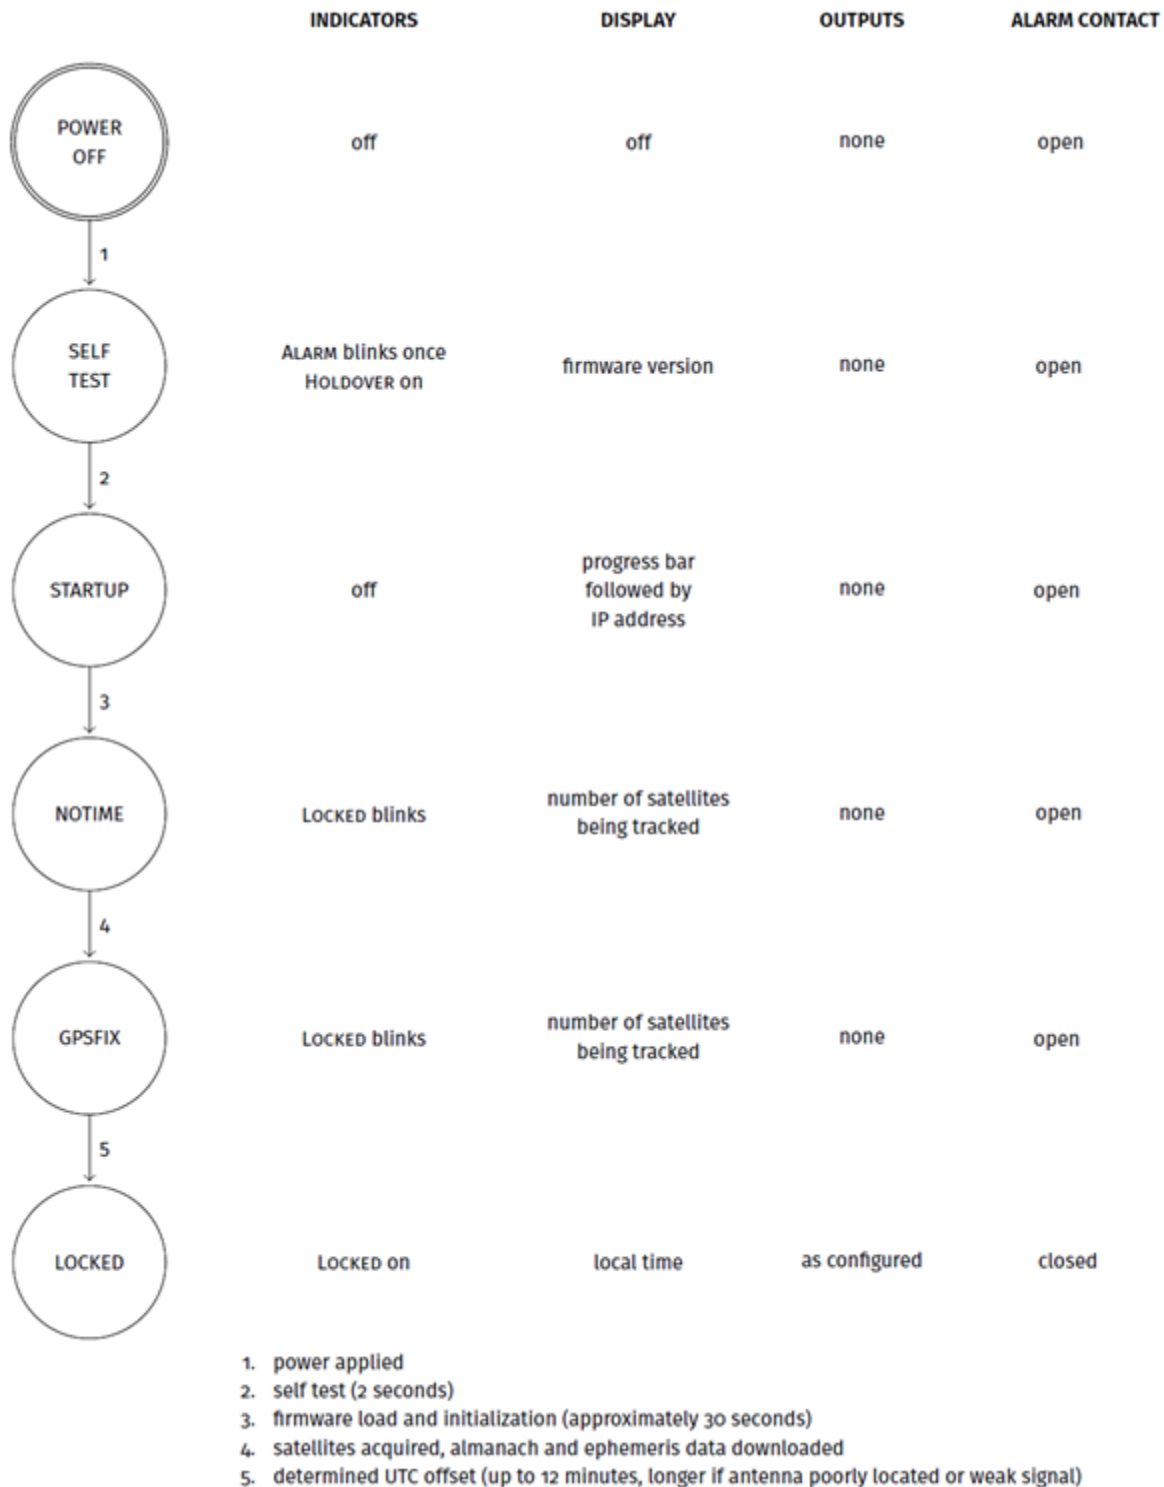 INDICATORS DISPLAY OUTPUTS ALARM CONTACT
POWER
OFF
off off none open
1
SELF
TEST
ALARM blinks once
HOLDOVER on
firmware version none open
2
STARTUP
off
progress bar
followed by
IP address
none open
3
NOTIME
LOCKED blinks
number of satellites
being tracked
none open
4
GPSFIX
LOCKED blinks
number of satellites
being tracked
none open
5
LOCKED
LOCKED on local time as configured closed
1. power applied
2. self test (2 seconds)
3. firmware load and initialization (approximately 30 seconds)
4. satellites acquired, almanach and ephemeris data downloaded
5. determined UTC offset (up to 12 minutes, longer if antenna poorly located or weak signal)